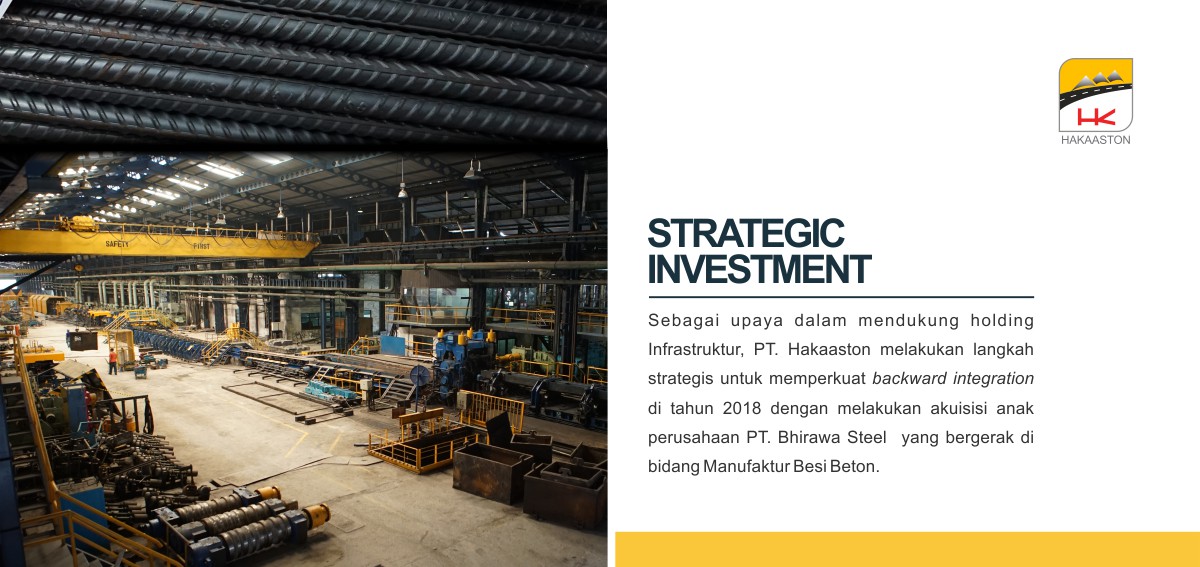 SAFETY FIRST
HK
HAKAASTON
STRATEGIC
INVESTMENT
Sebagai upaya dalam mendukung holding
Infrastruktur, PT. Hakaaston melakukan langkah
strategis untuk memperkuat backward integration
di tahun 2018 dengan melakukan akuisisi anak
perusahaan PT. Bhirawa Steel yang bergerak di
bidang Manufaktur Besi Beton.